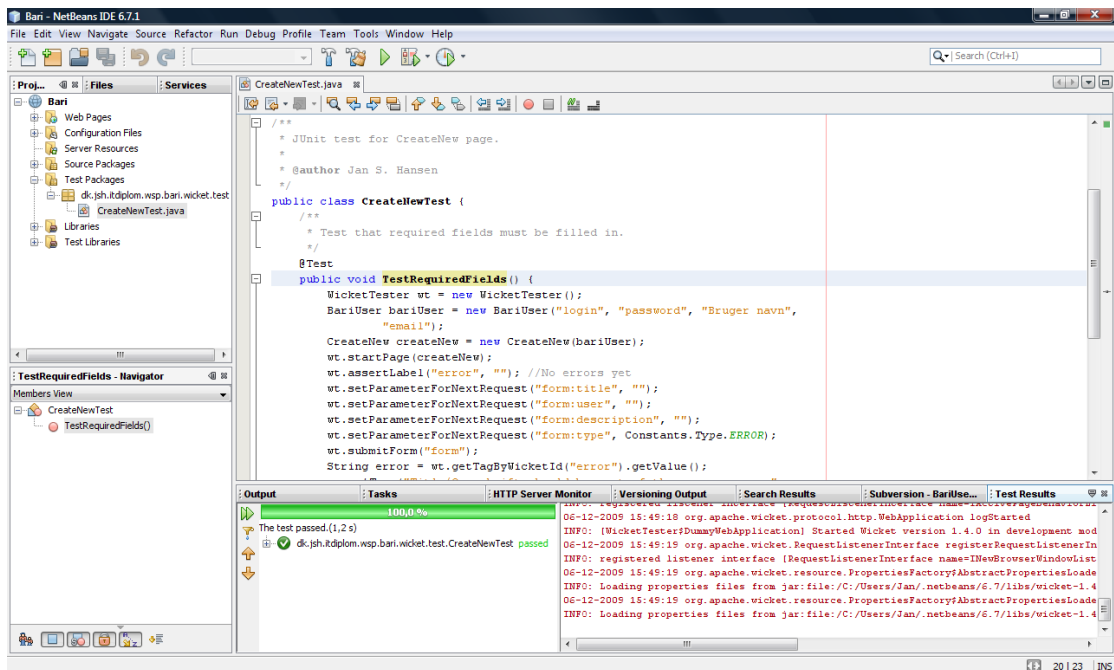 Bari - NetBeans IDE 6.7.1
File Edit View Navigate Source Refactor Run Debug Profile Team Tools Window Help
Search (Ctrl+I)
Proj... Files Services
Bari
Web Pages
Configuration Files
Server Resources
Source Packages
Test Packages
dk.jsh.itdiplom.wsp.bari.wicket.test
CreateNewTest.java
Libraries
Test Libraries
TestRequiredFields - Navigator
Members View
CreateNewTest
TestRequiredFields()
CreateNewTest.java
/**
* JUnit test for CreateNew page.
*
* @author Jan S. Hansen
*/
public class CreateNewTest {
/**
* Test that required fields must be filled in.
*/
@Test
public void TestRequiredFields() {
WicketTester wt = new WicketTester();
BariUser bariUser = new BariUser("login", "password", "Bruger navn",
"email");
CreateNew createNew = new CreateNew(bariUser);
wt.startPage(createNew);
wt.assertLabel("error", ""); //No errors yet
wt.setParameterForNextRequest("form:title", "");
wt.setParameterForNextRequest("form:user", "");
wt.setParameterForNextRequest("form:description", "");
wt.setParameterForNextRequest("form:type", Constants.Type.ERROR);
wt.submitForm("form");
String error = wt.getTagByWicketId("error").getValue();
Output Tasks HTTP Server Monitor Versioning Output Search Results Subversion - BariUse... Test Results
100,0 %
The test passed.(1,2 s)
dk.jsh.itdiplom.wsp.bari.wicket.test.CreateNewTest passed
INFO: registered listener interface [RequestListenerInterface name=IActivePageBehaviorLi
06-12-2009 15:49:18 org.apache.wicket.protocol.http.WebApplication logStarted
INFO: [WicketTester$DummyWebApplication] Started Wicket version 1.4.0 in development mod
06-12-2009 15:49:19 org.apache.wicket.RequestListenerInterface registerRequestListenerIn
INFO: registered listener interface [RequestListenerInterface name=INewBrowserWindowList
06-12-2009 15:49:19 org.apache.wicket.resource.PropertiesFactory$AbstractPropertiesLoade
INFO: Loading properties files from jar:file:/C:/Users/Jan/.netbeans/6.7/libs/wicket-1.4
06-12-2009 15:49:19 org.apache.wicket.resource.PropertiesFactory$AbstractPropertiesLoade
INFO: Loading properties files from jar:file:/C:/Users/Jan/.netbeans/6.7/libs/wicket-1.4
20 | 23 INS